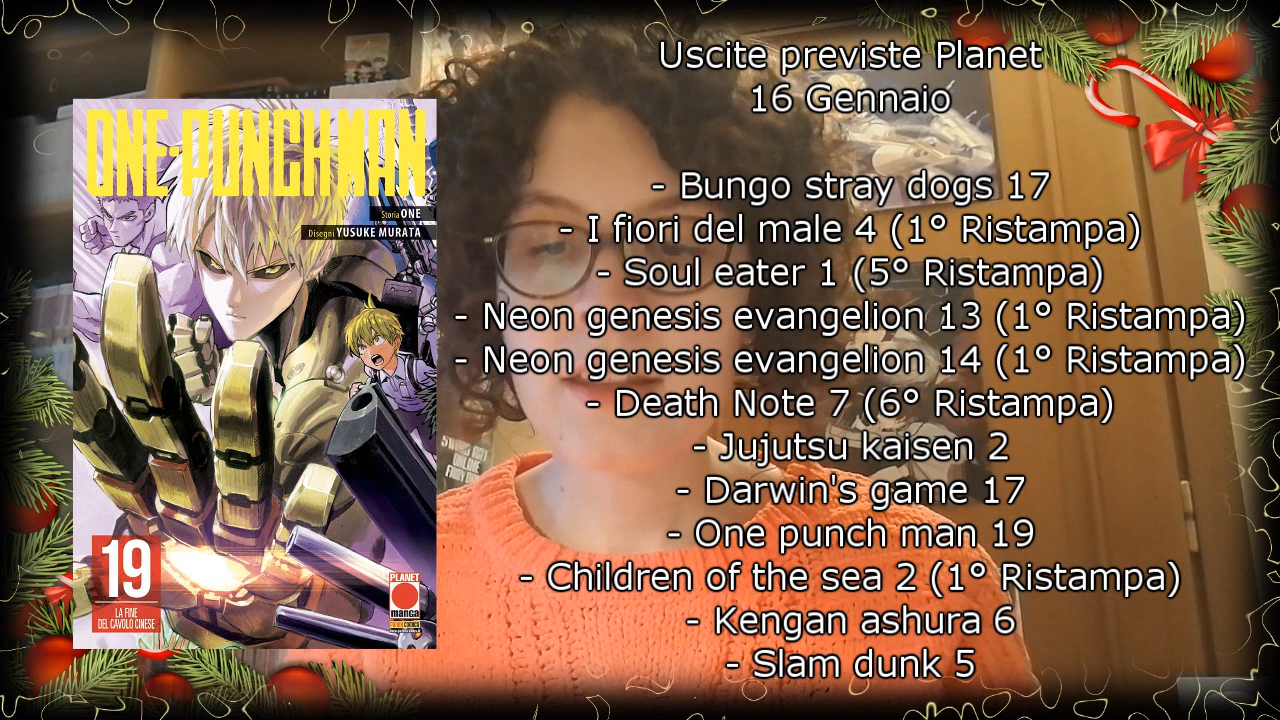 ONE-PUNCH MAN
Storia ONE
Disegni YUSUKE MURATA
19
LA FINE
DEL CAVOLO CINESE
PLANET
manga
Uscite previste Planet
16 Gennaio
- Bungo stray dogs 17
- I fiori del male 4 (1° Ristampa)
- Soul eater 1 (5° Ristampa)
- Neon genesis evangelion 13 (1° Ristampa)
- Neon genesis evangelion 14 (1° Ristampa)
- Death Note 7 (6° Ristampa)
- Jujutsu kaisen 2
- Darwin's game 17
- One punch man 19
- Children of the sea 2 (1° Ristampa)
- Kengan ashura 6
- Slam dunk 5